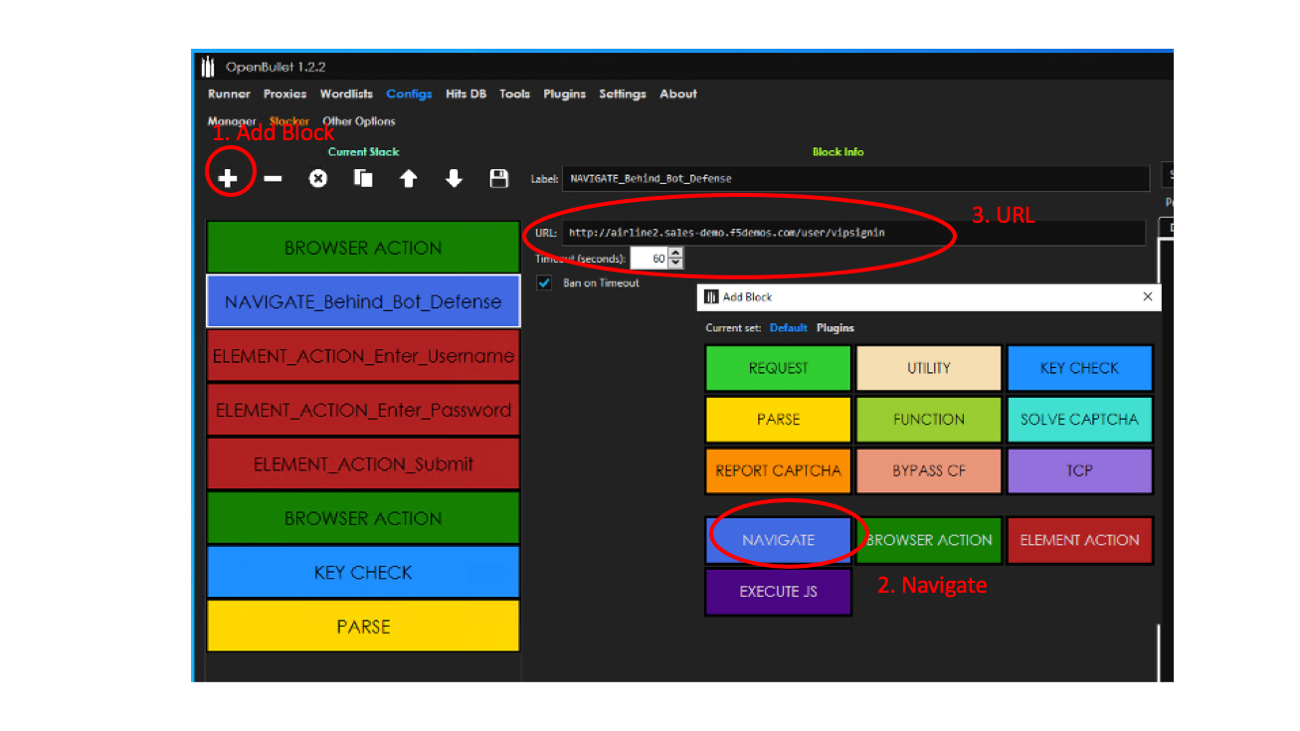 OpenBullet 1.2.2
Runner Proxies Wordlists Configs Hits DB Tools Plugins Settings About
Manager Stacker Other Options
1. Add Block
Current Stack
Block Info
Label: NAVIGATE_Behind_Bot_Defense
3. URL
URL: http://airline2.sales-demo.f5demos.com/user/vipsignin
Timeout (seconds): 60
Ban on Timeout
BROWSER ACTION
NAVIGATE_Behind_Bot_Defense
ELEMENT_ACTION_Enter_Username
ELEMENT_ACTION_Enter_Password
ELEMENT_ACTION_Submit
BROWSER ACTION
KEY CHECK
PARSE
Add Block
Current set: Default Plugins
REQUEST UTILITY KEY CHECK
PARSE FUNCTION SOLVE CAPTCHA
REPORT CAPTCHA BYPASS CF TCP
NAVIGATE BROWSER ACTION ELEMENT ACTION
EXECUTE JS
2. Navigate